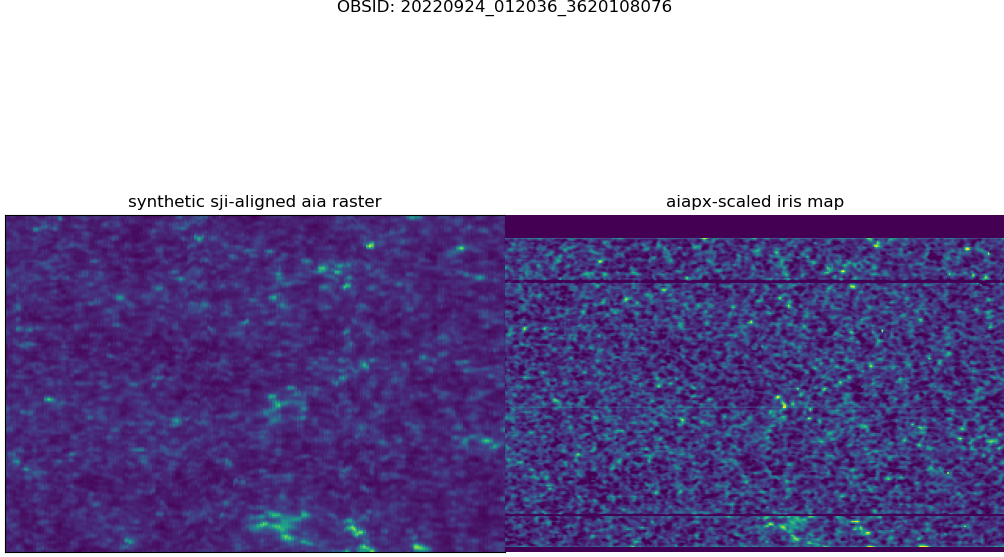 OBSID: 20220924_012036_3620108076
synthetic sji-aligned aia raster
aiapx-scaled iris map